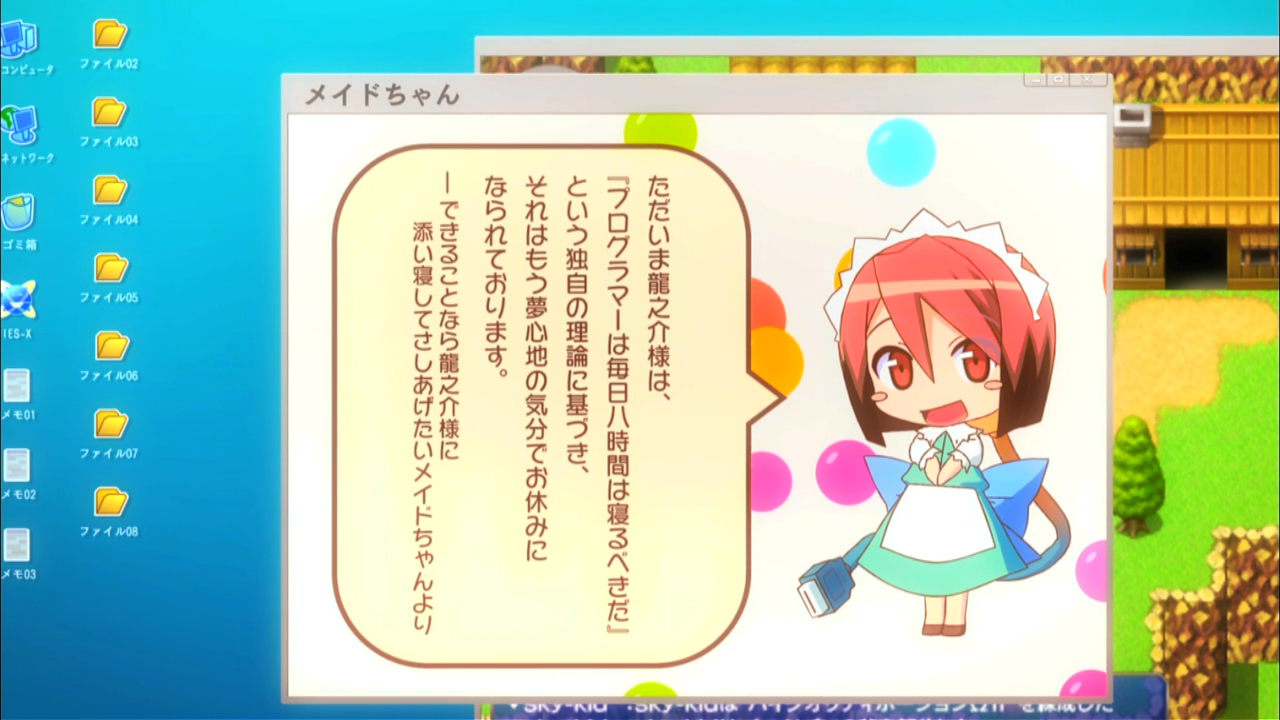 コンピュータ
ネットワーク
ゴミ箱
IES-X
メモ01
メモ02
メモ03
ファイル02
ファイル03
ファイル04
ファイル05
ファイル06
ファイル07
ファイル08
メイドちゃん
ただいま龍之介様は、
『プログラマーは毎日八時間は寝るべきだ』
という独自の理論に基づき、
それはもう夢心地の気分でお休みに
なられております。
ーできることなら龍之介様に
添い寝してさしあげたいメイドちゃんより
▼Sky-Kid :Sky-Kidは